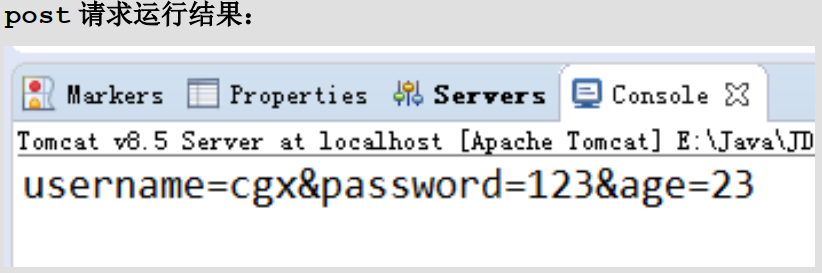 post 请求运行结果：
Markers Properties Servers Console
Tomcat v8.5 Server at localhost [Apache Tomcat] E:\Java\JD
username=cgx&password=123&age=23